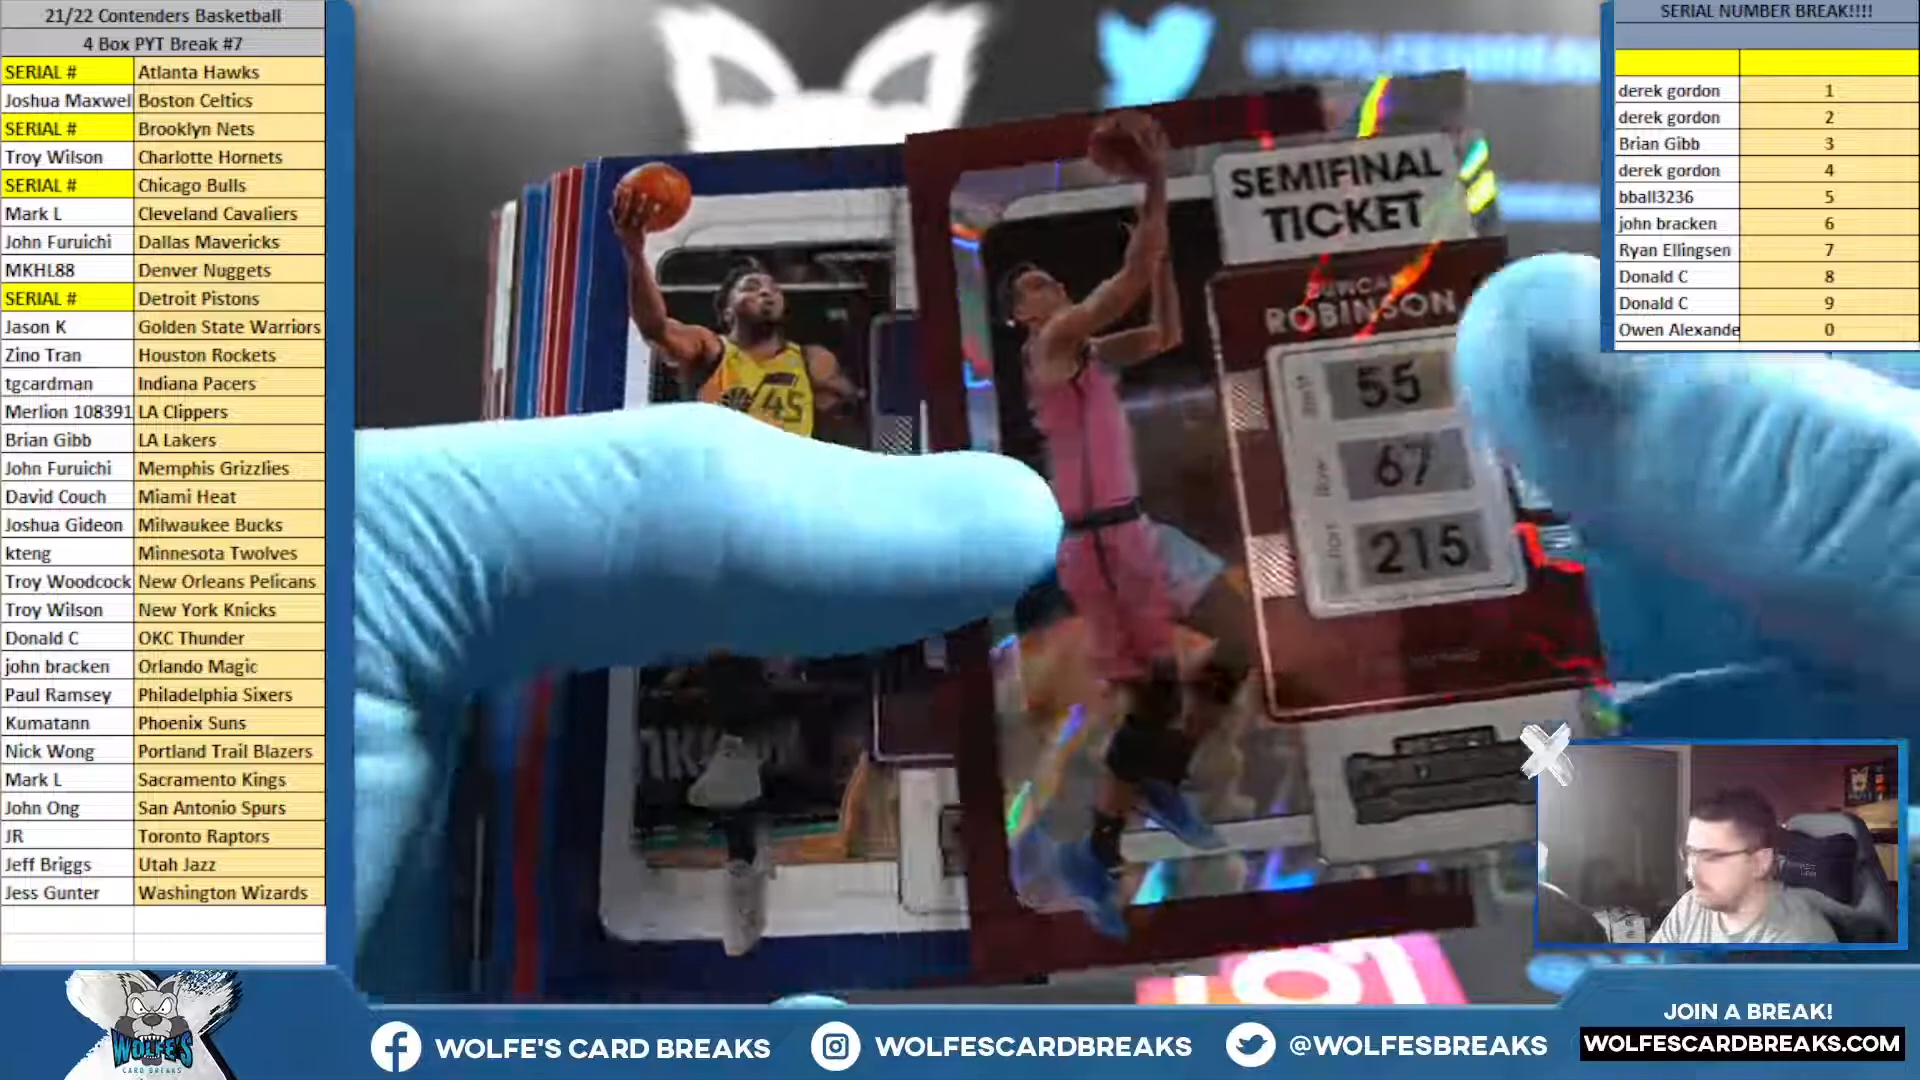 21/22 Contenders Basketball
4 Box PYT Break #7
SERIAL # Atlanta Hawks
Joshua Maxwel Boston Celtics
SERIAL # Brooklyn Nets
Troy Wilson Charlotte Hornets
SERIAL # Chicago Bulls
Mark L Cleveland Cavaliers
John Furuichi Dallas Mavericks
MKHL88 Denver Nuggets
SERIAL # Detroit Pistons
Jason K Golden State Warriors
Zino Tran Houston Rockets
tgcardman Indiana Pacers
Merlion 108391 LA Clippers
Brian Gibb LA Lakers
John Furuichi Memphis Grizzlies
David Couch Miami Heat
Joshua Gideon Milwaukee Bucks
kteng Minnesota Twolves
Troy Woodcock New Orleans Pelicans
Troy Wilson New York Knicks
Donald C OKC Thunder
john bracken Orlando Magic
Paul Ramsey Philadelphia Sixers
Kumatann Phoenix Suns
Nick Wong Portland Trail Blazers
Mark L Sacramento Kings
John Ong San Antonio Spurs
JR Toronto Raptors
Jeff Briggs Utah Jazz
Jess Gunter Washington Wizards
SERIAL NUMBER BREAK!!!!
derek gordon 1
derek gordon 2
Brian Gibb 3
derek gordon 4
bball3236 5
john bracken 6
Ryan Ellingsen 7
Donald C 8
Donald C 9
Owen Alexande 0
SEMIFINAL
TICKET
ROBINSON
55
67
215
45
WOLFE'S
CARD BREAKS
WOLFE'S CARD BREAKS
WOLFESCARDBREAKS
@WOLFESBREAKS
JOIN A BREAK!
WOLFESCARDBREAKS.COM